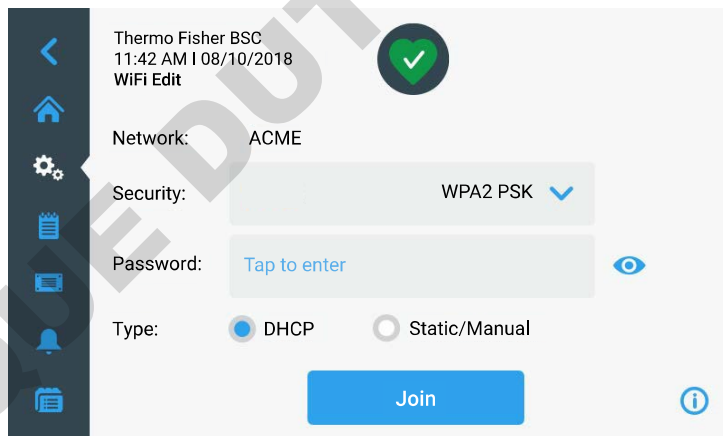 Thermo Fisher BSC
11:42 AM I 08/10/2018
WiFi Edit
Network: ACME
Security: WPA2 PSK
Password: Tap to enter
Type: DHCP Static/Manual
Join